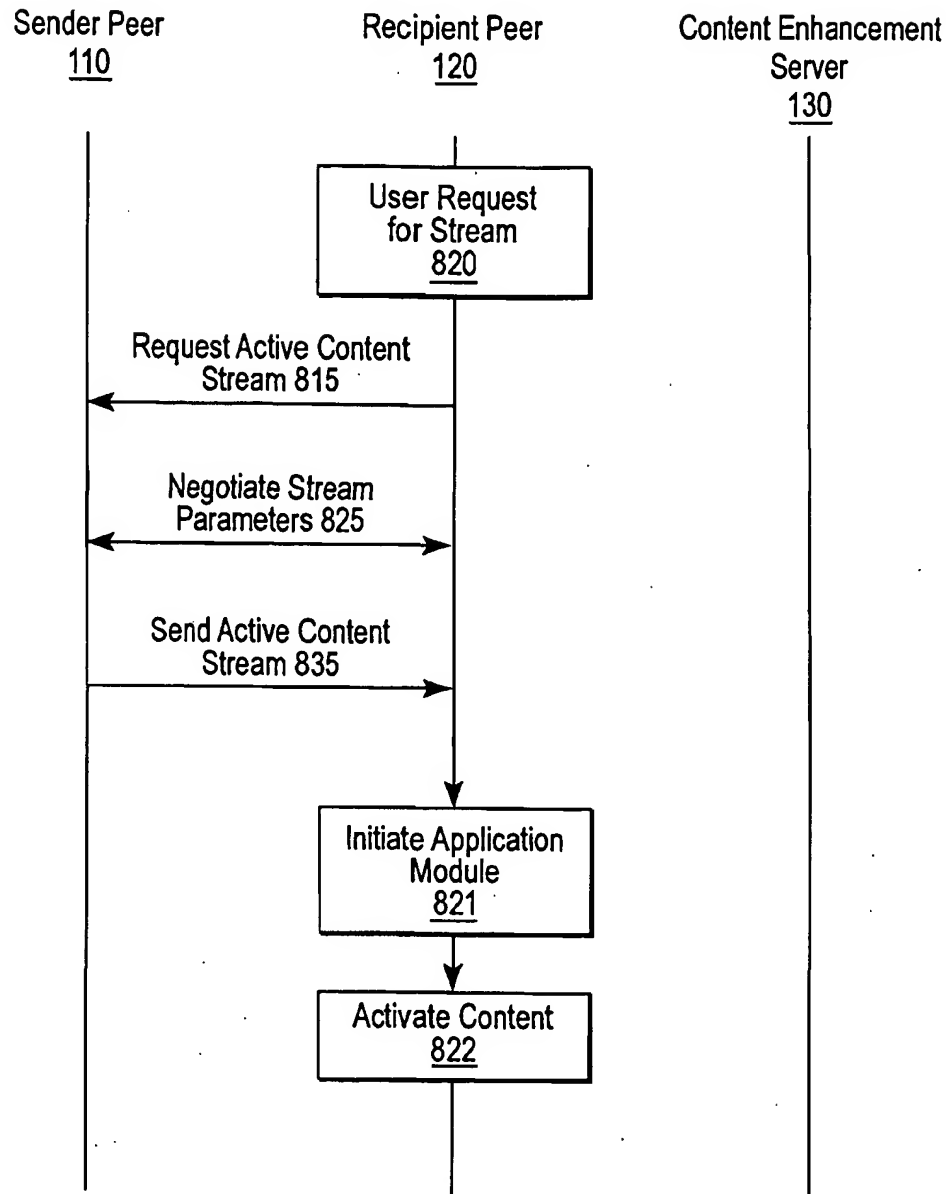 Sender Peer
110
Recipient Peer
120
Content Enhancement
Server
130
User Request
for Stream
820
Request Active Content
Stream 815
Negotiate Stream
Parameters 825
Send Active Content
Stream 835
Initiate Application
Module
821
Activate Content
822